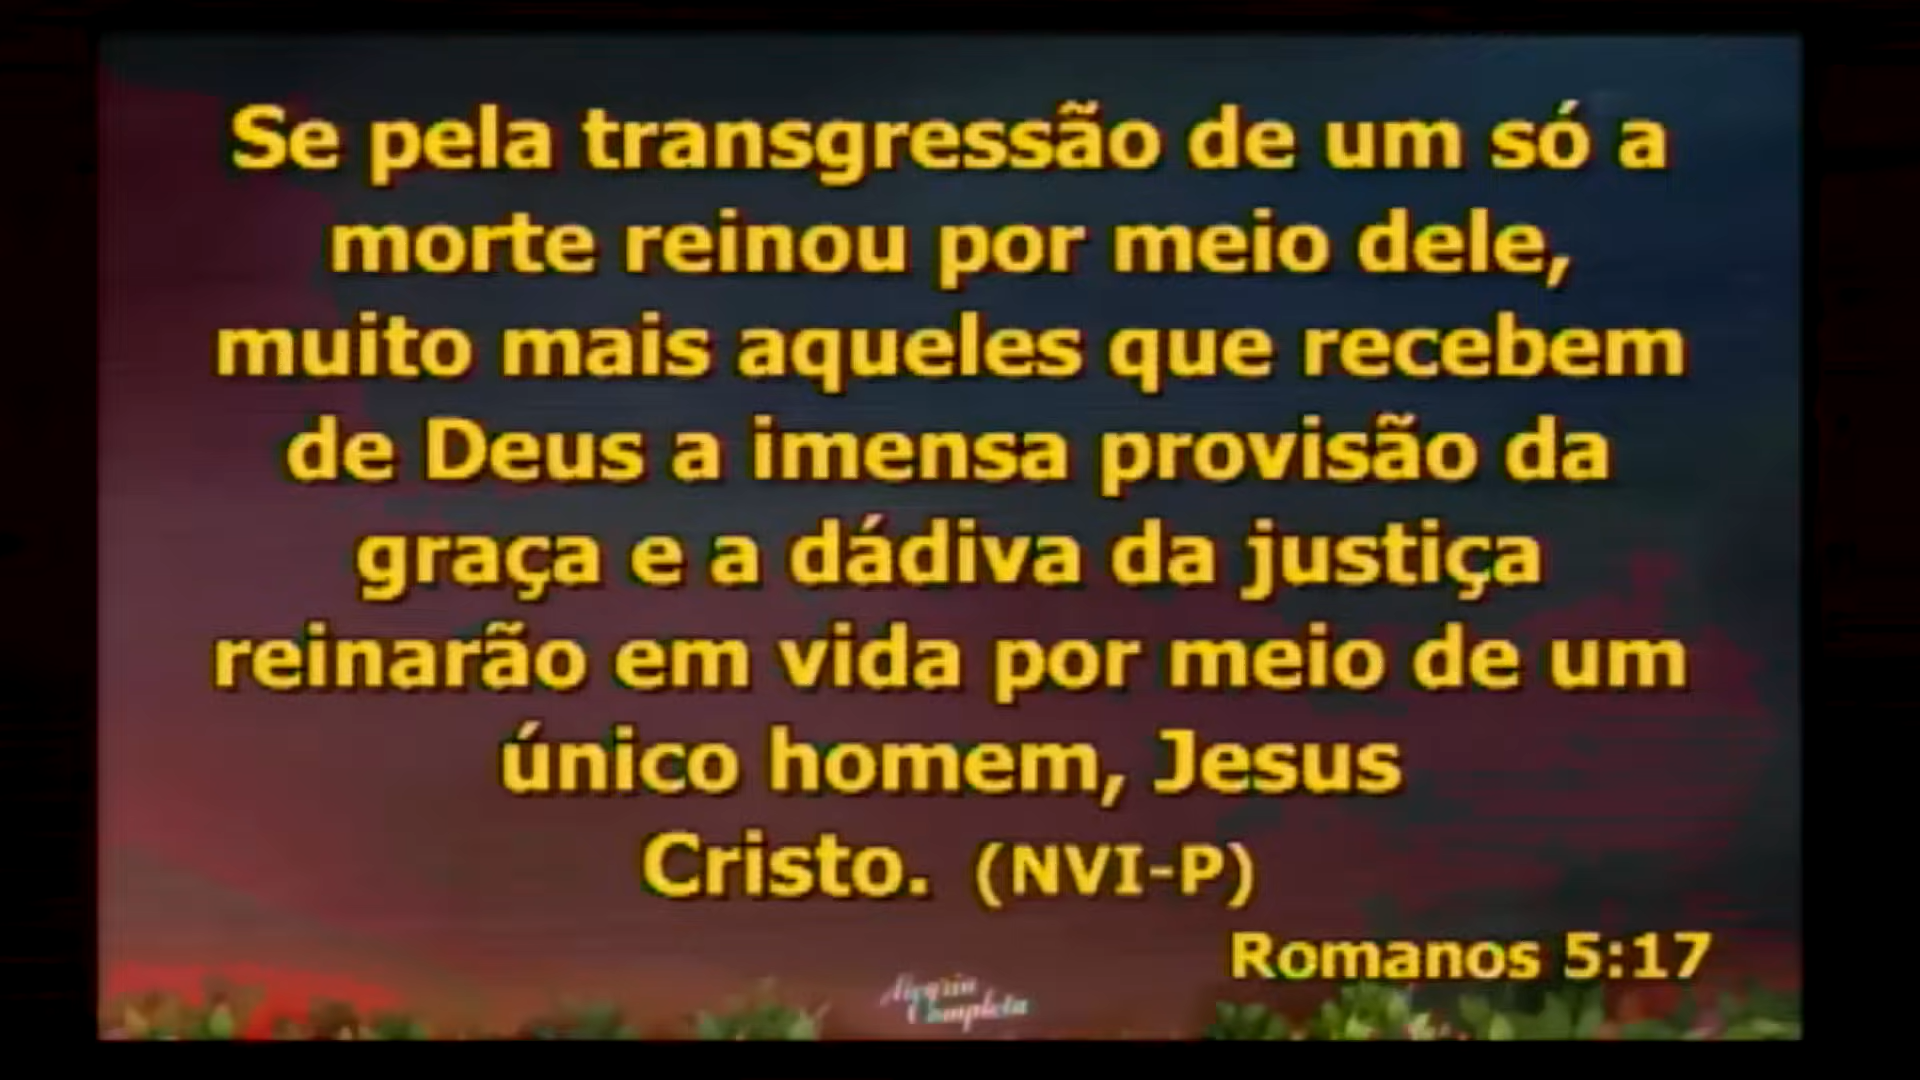 Se pela transgressão de um só a
morte reinou por meio dele,
muito mais aqueles que recebem
de Deus a imensa provisão da
graça e a dádiva da justiça
reinarão em vida por meio de um
único homem, Jesus
Cristo. (NVI-P)
Romanos 5:17
Alegria
Completa